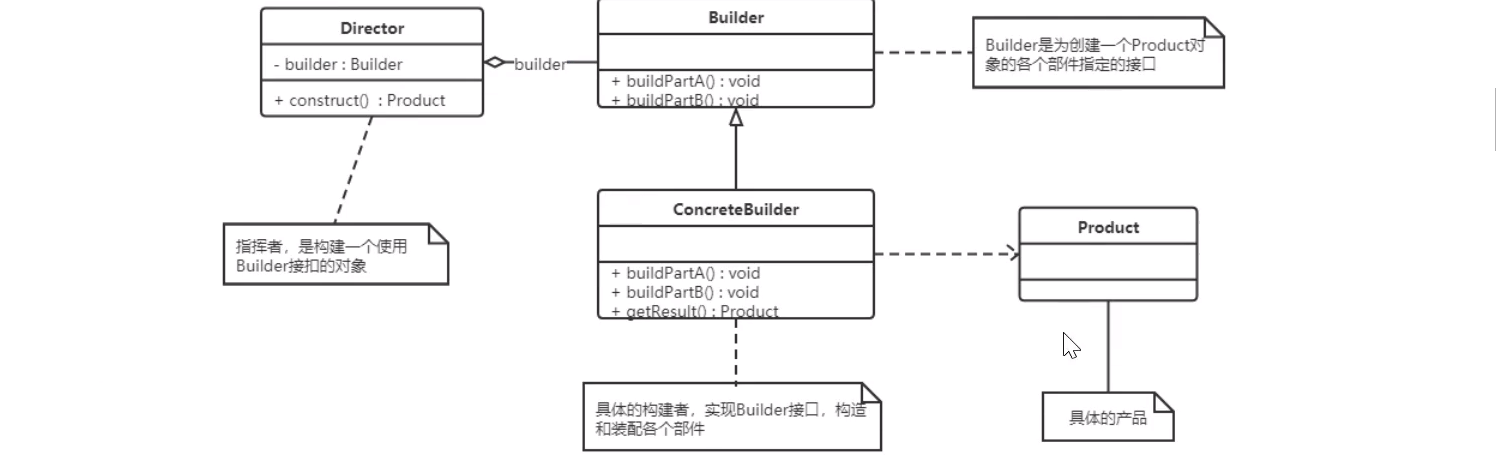 Director
- builder : Builder
+ construct() : Product
builder
Builder
+ buildPartA() : void
+ buildPartB() : void
Builder是为创建一个Product对
象的各个部件指定的接口
指挥者，是构建一个使用
Builder接扣的对象
ConcreteBuilder
+ buildPartA() : void
+ buildPartB() : void
+ getResult() : Product
Product
具体的构建者，实现Builder接口，构造
和装配各个部件
具体的产品